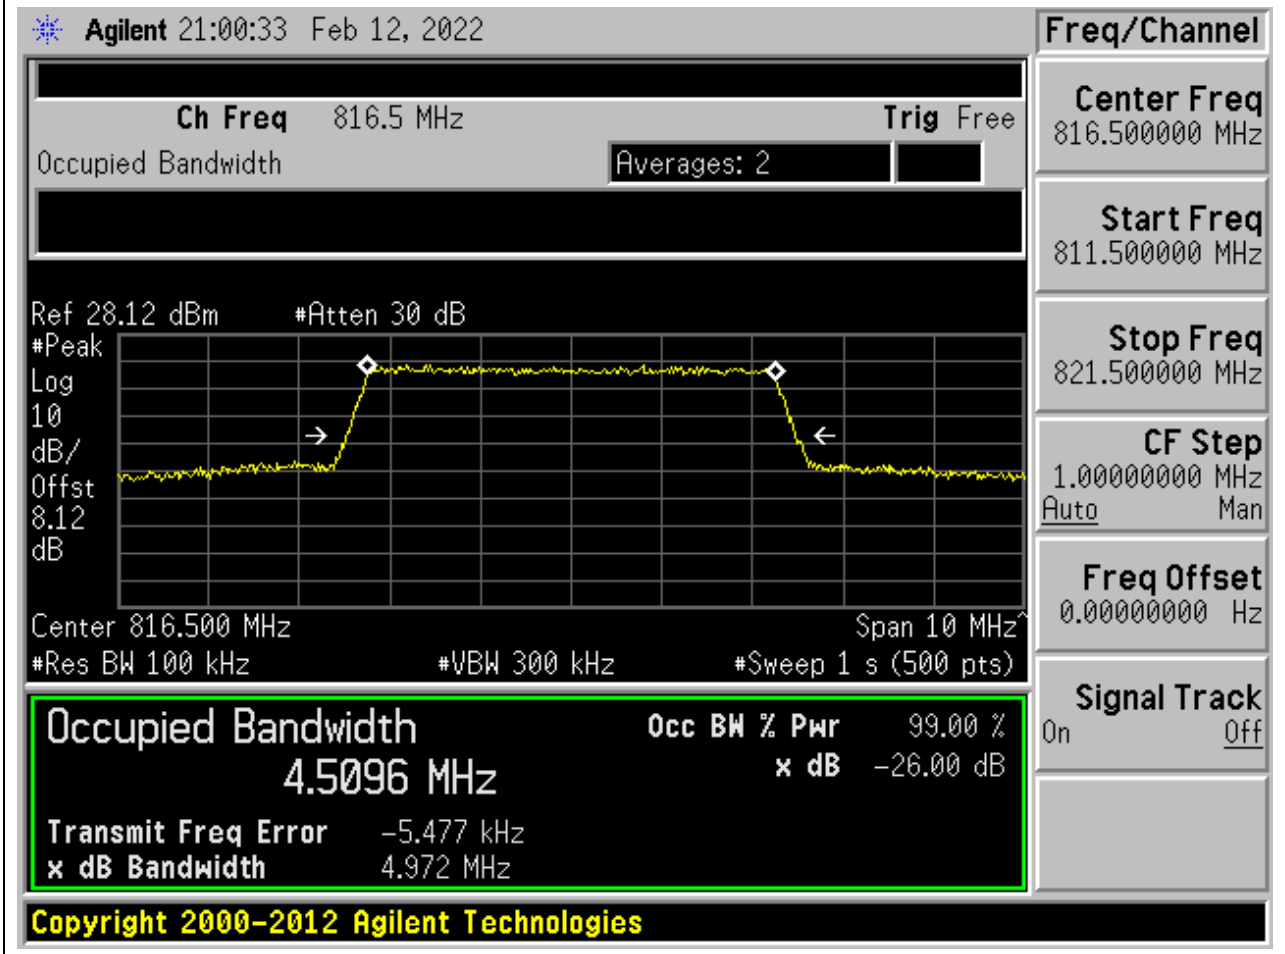 Agilent 21:00:33 Feb 12, 2022
Freq/Channel
Ch Freq 816.5 MHz Trig Free
Occupied Bandwidth Averages: 2
Ref 28.12 dBm #Atten 30 dB
#Peak
Log
10
dB/
Offst
8.12
dB
Center 816.500 MHz Span 10 MHz^
#Res BW 100 kHz #VBW 300 kHz #Sweep 1 s (500 pts)
Occupied Bandwidth Occ BW % Pwr 99.00 %
4.5096 MHz x dB -26.00 dB
Transmit Freq Error -5.477 kHz
x dB Bandwidth 4.972 MHz
Copyright 2000-2012 Agilent Technologies
Center Freq
816.500000 MHz
Start Freq
811.500000 MHz
Stop Freq
821.500000 MHz
CF Step
1.00000000 MHz
Auto Man
Freq Offset
0.00000000 Hz
Signal Track
On Off